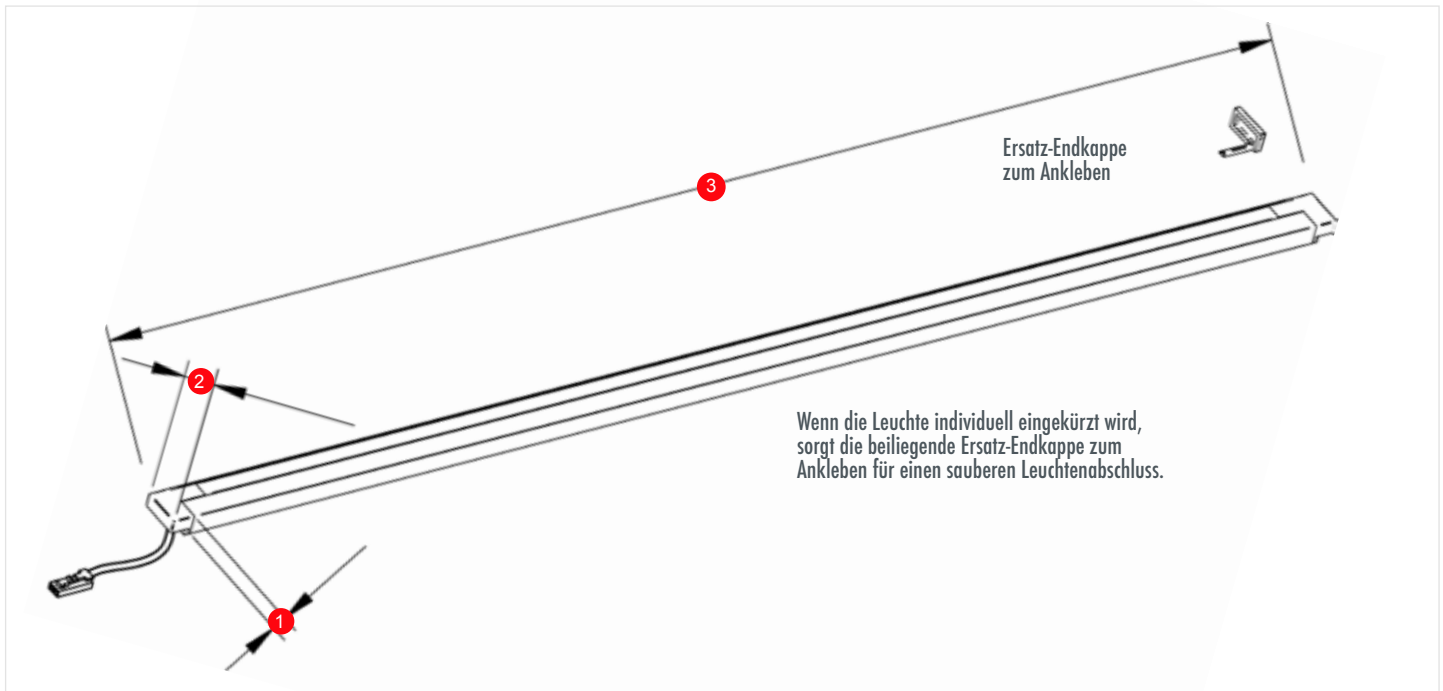 Ersatz-Endkappe
zum Ankleben
3
2
Wenn die Leuchte individuell eingekürzt wird,
sorgt die beiliegende Ersatz-Endkappe zum
Ankleben für einen sauberen Leuchtenabschluss.
1